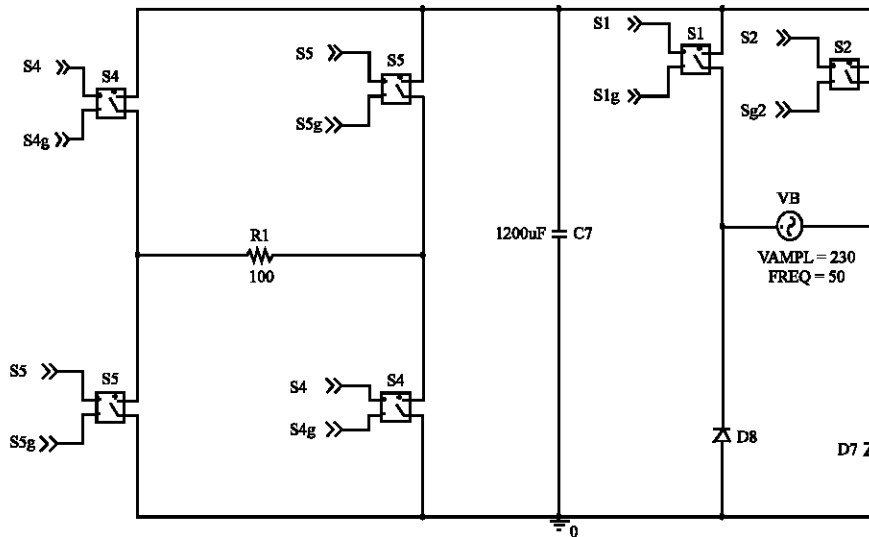 S4
S4
S4g
S5
S5
S5g
S1
S1
S1g
S2
S2
Sg2
R1
100
1200uF
C7
VB
VAMPL = 230
FREQ = 50
S5
S5
S5g
S4
S4
S4g
D8
D7
0